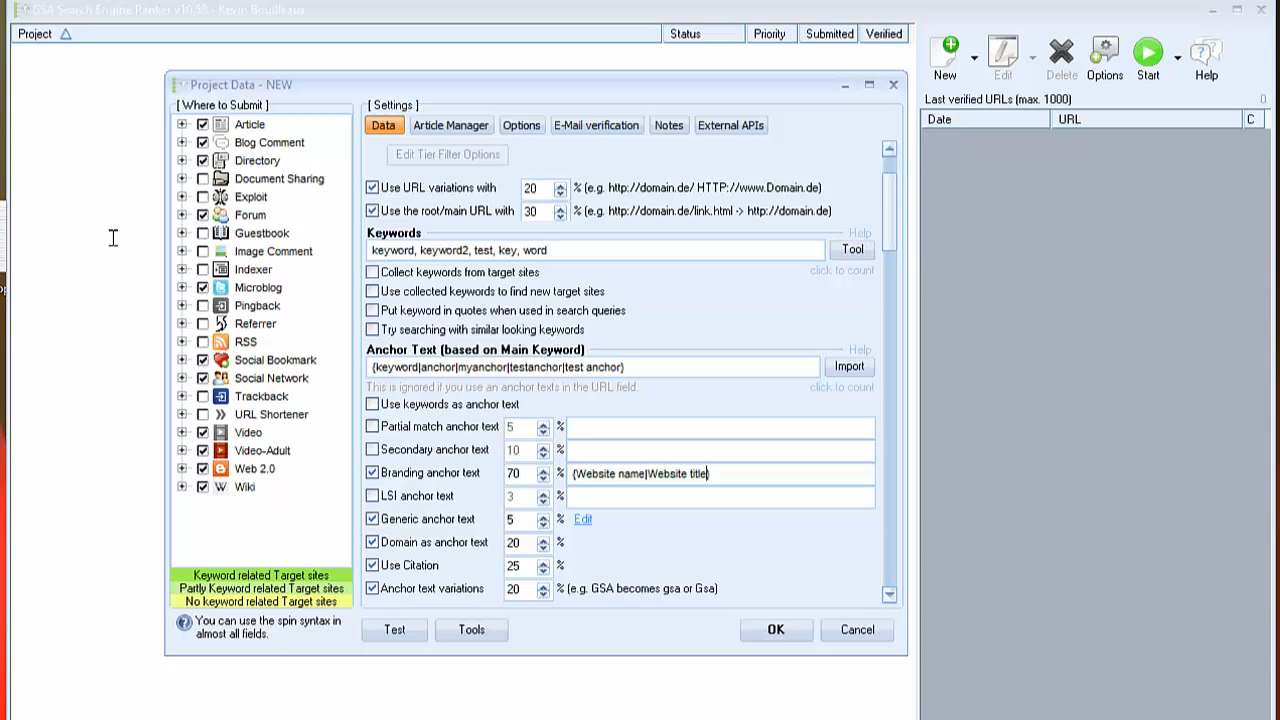 GSA Search Engine Ranker v10.58 - Kevin Bouilleau
Project Status Priority Submitted Verified
New Edit Delete Options Start Help
Last verified URLs (max. 1000) 0
Date URL C
Project Data - NEW
[ Where to Submit ]
Article
Blog Comment
Directory
Document Sharing
Exploit
Forum
Guestbook
Image Comment
Indexer
Microblog
Pingback
Referrer
RSS
Social Bookmark
Social Network
Trackback
URL Shortener
Video
Video-Adult
Web 2.0
Wiki
Keyword related Target sites
Partly Keyword related Target sites
No keyword related Target sites
You can use the spin syntax in
almost all fields.
[ Settings ]
Data Article Manager Options E-Mail verification Notes External APIs
Edit Tier Filter Options
Use URL variations with 20 % (e.g. http://domain.de/ HTTP://www.Domain.de)
Use the root/main URL with 30 % (e.g. http://domain.de/link.html -> http://domain.de)
Keywords Help
keyword, keyword2, test, key, word Tool
Collect keywords from target sites click to count
Use collected keywords to find new target sites
Put keyword in quotes when used in search queries
Try searching with similar looking keywords
Anchor Text (based on Main Keyword) Help
{keyword|anchor|myanchor|testanchor|test anchor} Import
This is ignored if you use an anchor texts in the URL field. click to count
Use keywords as anchor text
Partial match anchor text 5 %
Secondary anchor text 10 %
Branding anchor text 70 % {Website name|Website title}
LSI anchor text 3 %
Generic anchor text 5 % Edit
Domain as anchor text 20 %
Use Citation 25 %
Anchor text variations 20 % (e.g. GSA becomes gsa or Gsa)
Test Tools OK Cancel